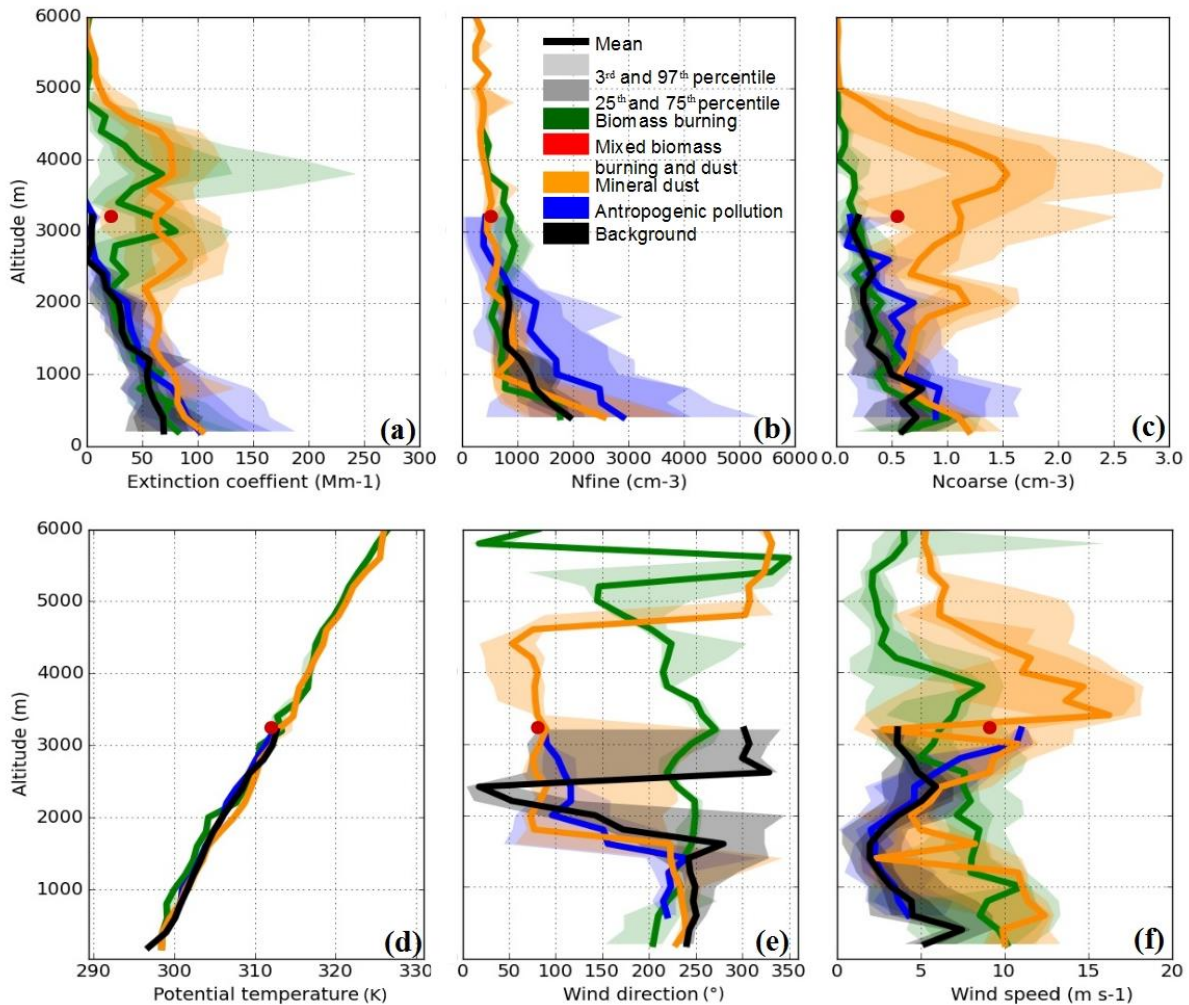 6000
5000
4000
3000
2000
1000
0
Altitude (m)
0 50 100 150 200 250 300
Extinction coeffient (Mm-1)
(a)
Mean
3rd and 97th percentile
25th and 75th percentile
Biomass burning
Mixed biomass
burning and dust
Mineral dust
Antropogenic pollution
Background
0 1000 2000 3000 4000 5000 6000
Nfine (cm-3)
(b)
0.0 0.5 1.0 1.5 2.0 2.5 3.0
Ncoarse (cm-3)
(c)
6000
5000
4000
3000
2000
1000
Altitude (m)
290 300 310 320 330
Potential temperature (K)
(d)
0 50 100 150 200 250 300 350
Wind direction (°)
(e)
0 5 10 15 20
Wind speed (m s-1)
(f)